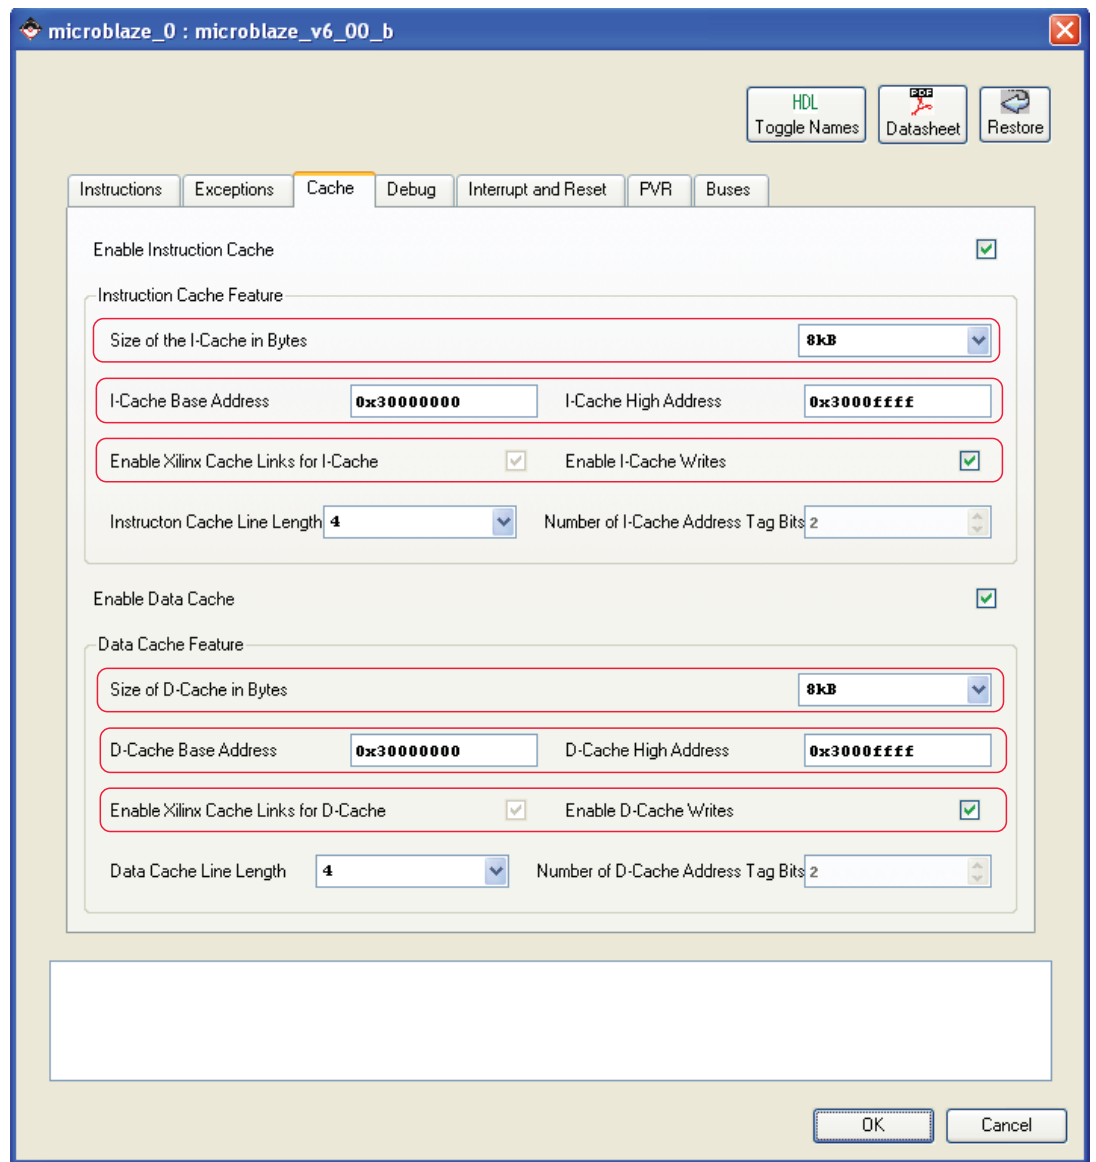 microblaze_0 : microblaze_v6_00_b
HDL
Toggle Names
PDF
Datasheet
Restore
Instructions Exceptions Cache Debug Interrupt and Reset PVR Buses
Enable Instruction Cache
Instruction Cache Feature
Size of the I-Cache in Bytes 8kB
I-Cache Base Address 0x30000000 I-Cache High Address 0x3000ffff
Enable Xilinx Cache Links for I-Cache Enable I-Cache Writes
Instructon Cache Line Length 4 Number of I-Cache Address Tag Bits 2
Enable Data Cache
Data Cache Feature
Size of D-Cache in Bytes 8kB
D-Cache Base Address 0x30000000 D-Cache High Address 0x3000ffff
Enable Xilinx Cache Links for D-Cache Enable D-Cache Writes
Data Cache Line Length 4 Number of D-Cache Address Tag Bits 2
OK Cancel